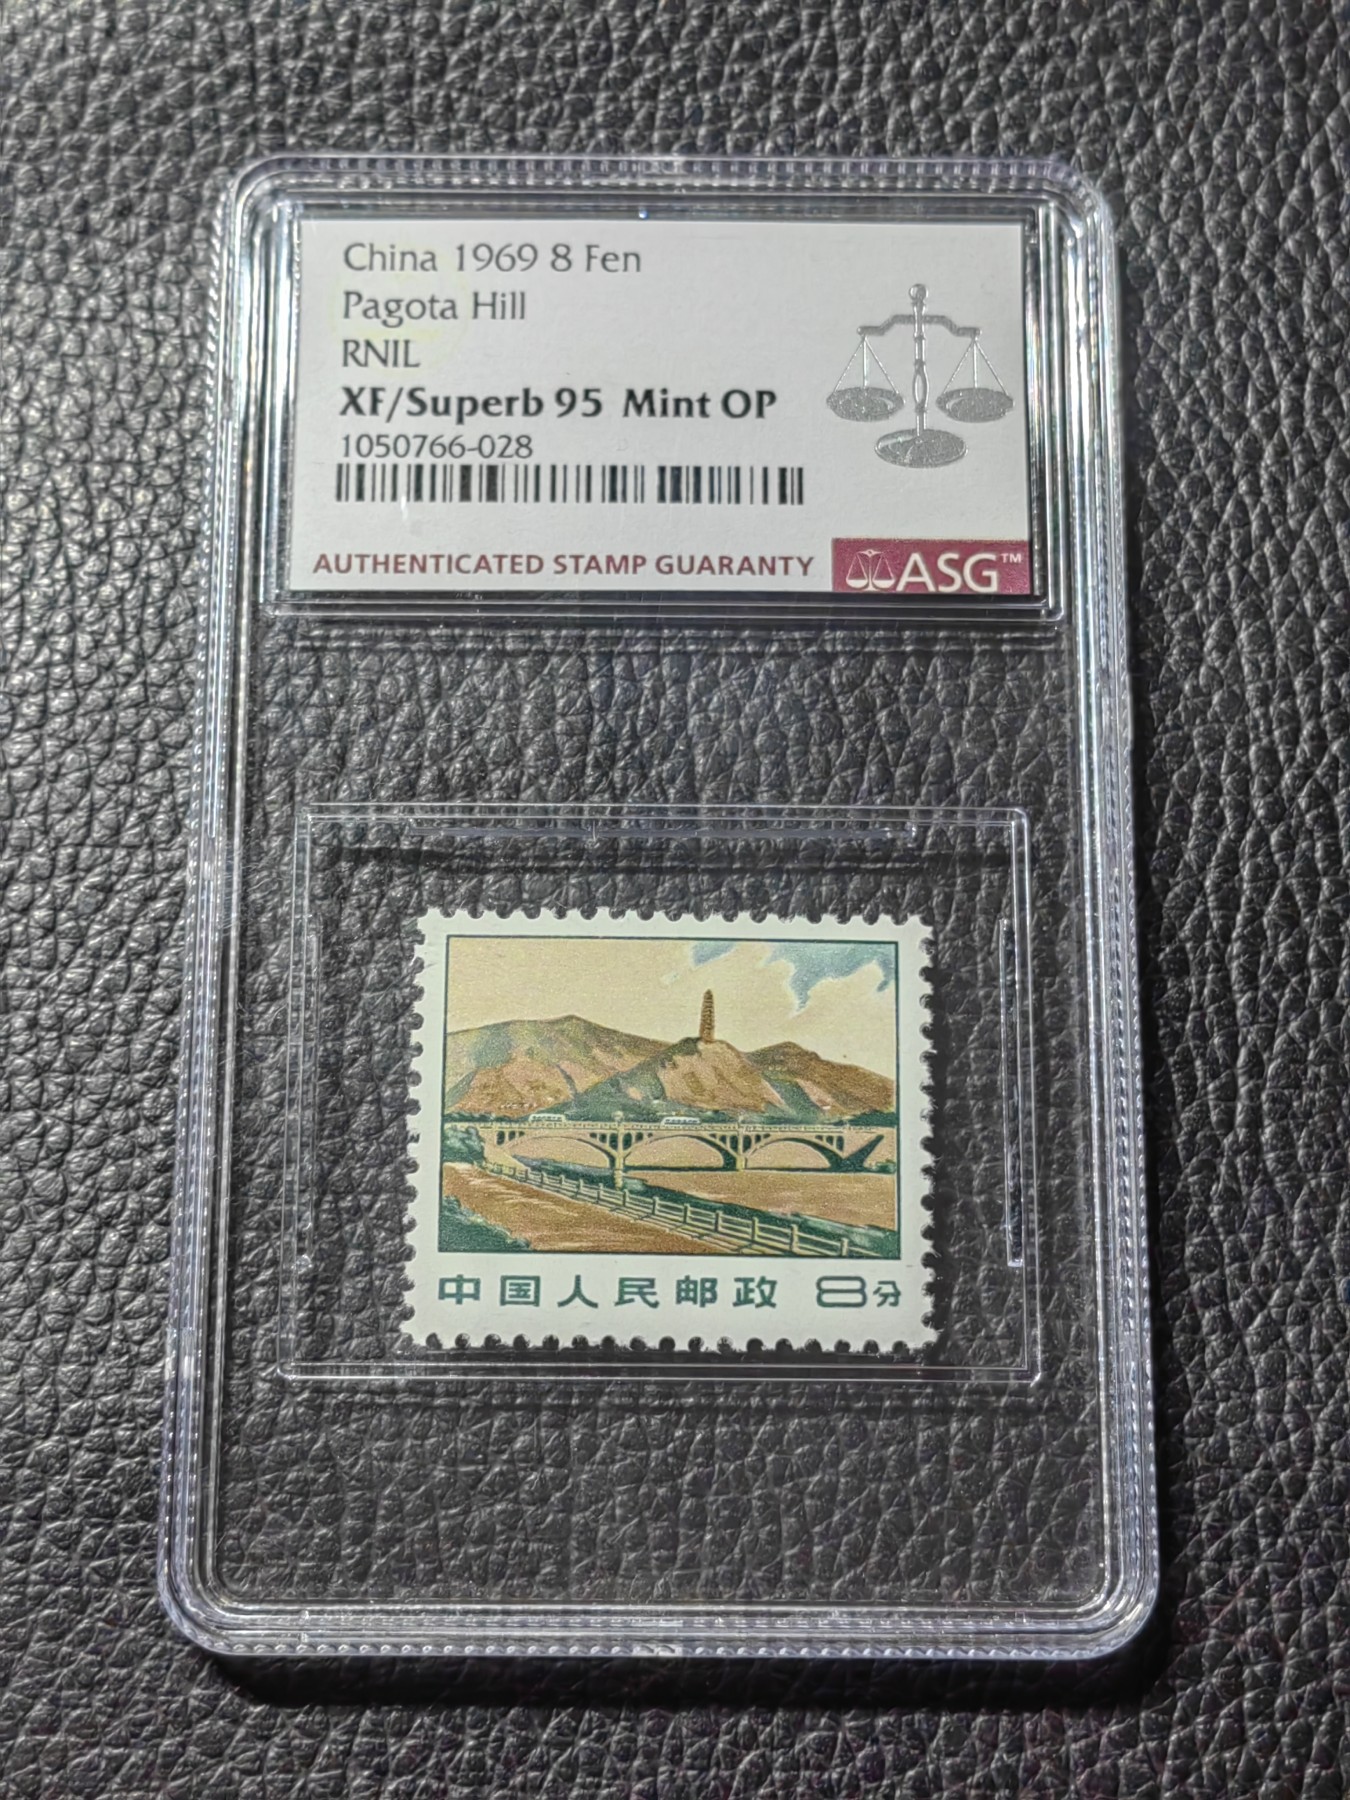 China 1969 8 Fen
Pagota Hill
RNIL
XF/Superb 95 Mint OP
1050766-028
AUTHENTICATED STAMP GUARANTY
ASG™
中国人民邮政 8分